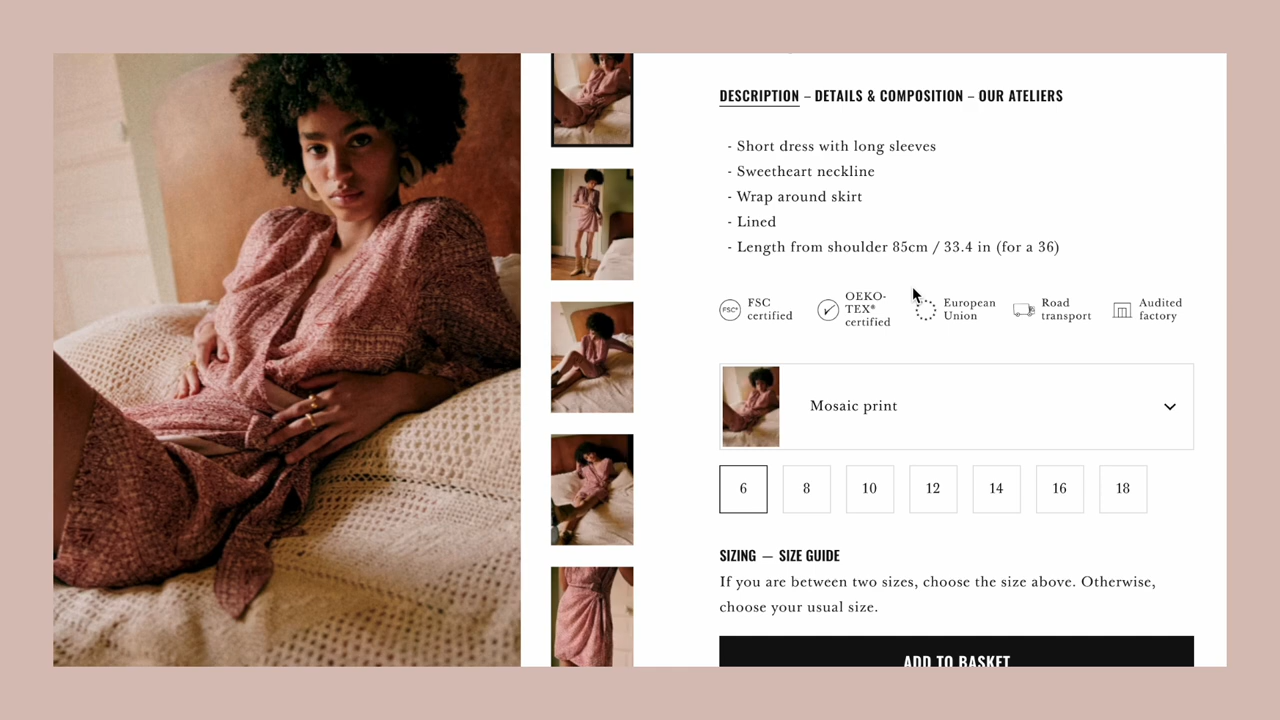 DESCRIPTION – DETAILS & COMPOSITION – OUR ATELIERS
- Short dress with long sleeves
- Sweetheart neckline
- Wrap around skirt
- Lined
- Length from shoulder 85cm / 33.4 in (for a 36)
FSC®
FSC
certified
OEKO-
TEX®
certified
European
Union
Road
transport
Audited
factory
Mosaic print
6 8 10 12 14 16 18
SIZING — SIZE GUIDE
If you are between two sizes, choose the size above. Otherwise,
choose your usual size.
ADD TO BASKET